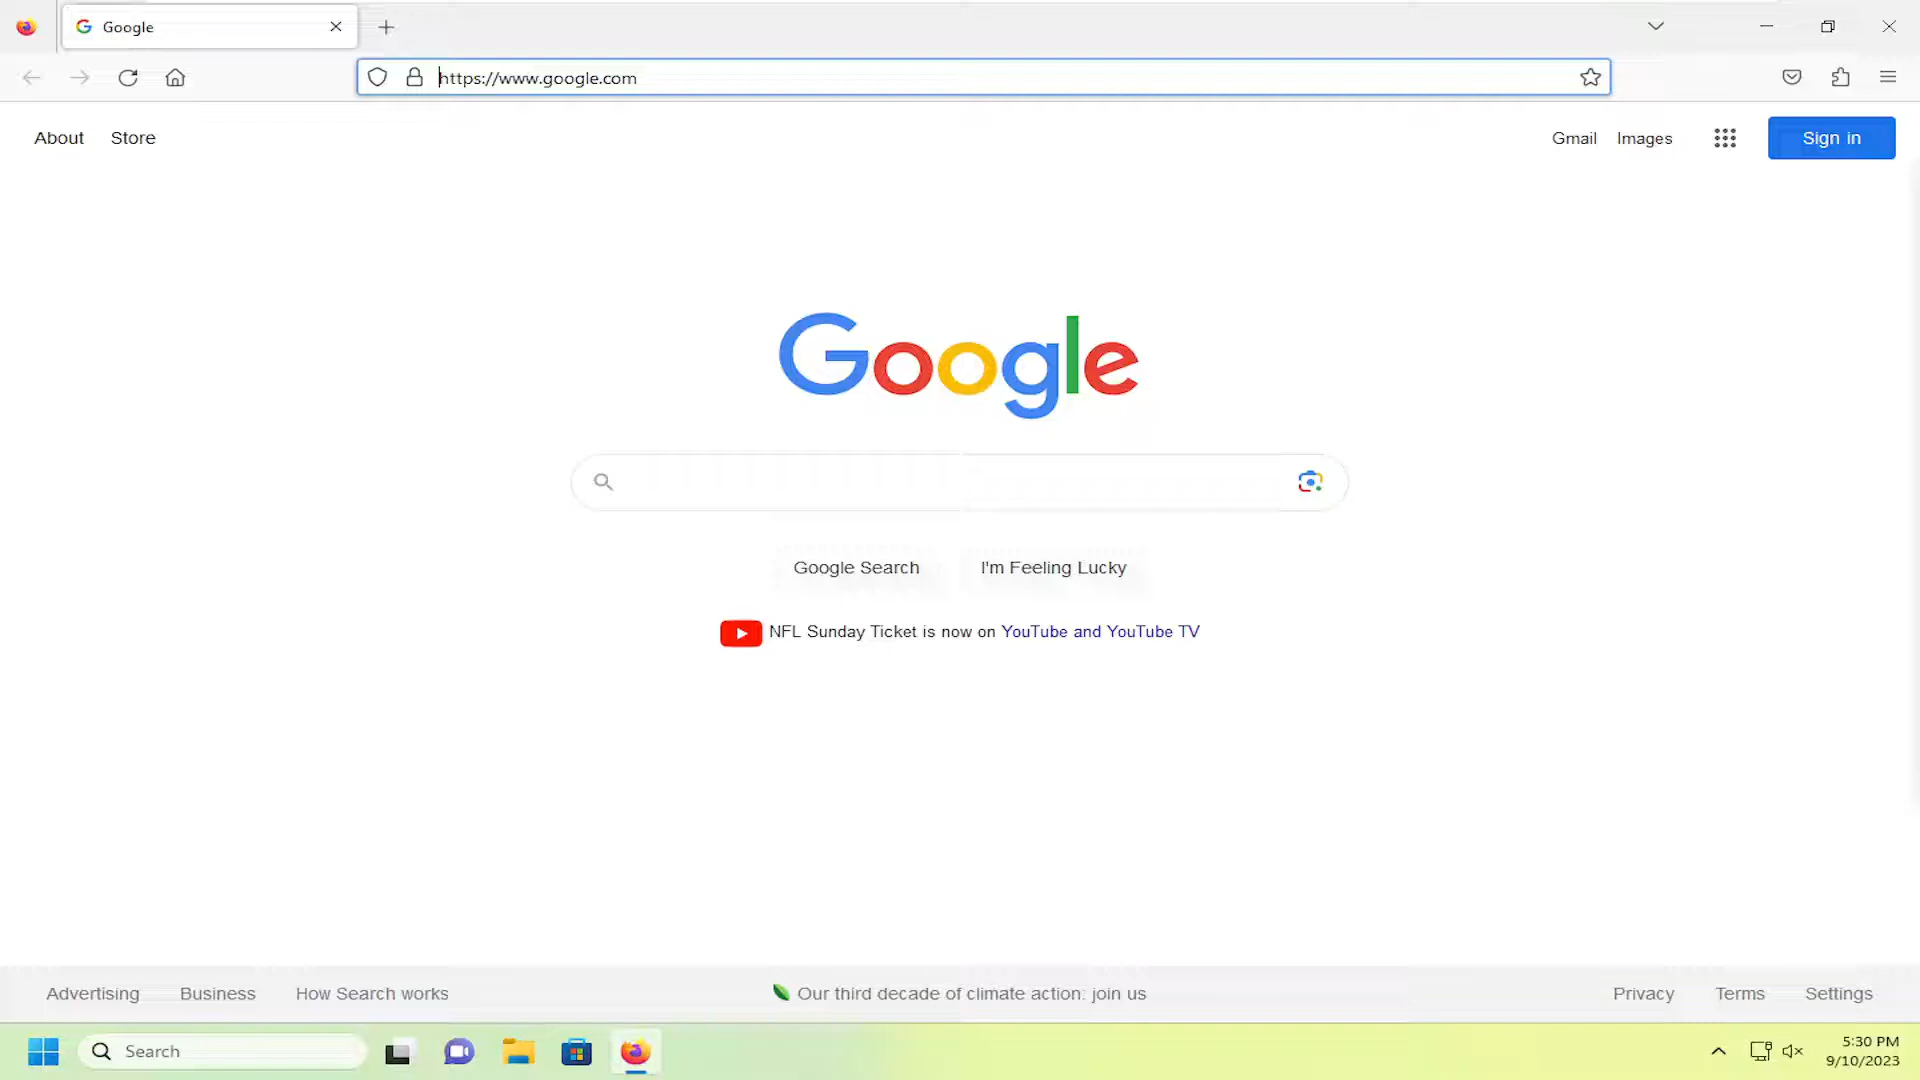 Google
https://www.google.com
About Store
Gmail Images Sign in
Google
Google Search I'm Feeling Lucky
NFL Sunday Ticket is now on YouTube and YouTube TV
Advertising Business How Search works Our third decade of climate action: join us Privacy Terms Settings
Search
5:30 PM
9/10/2023